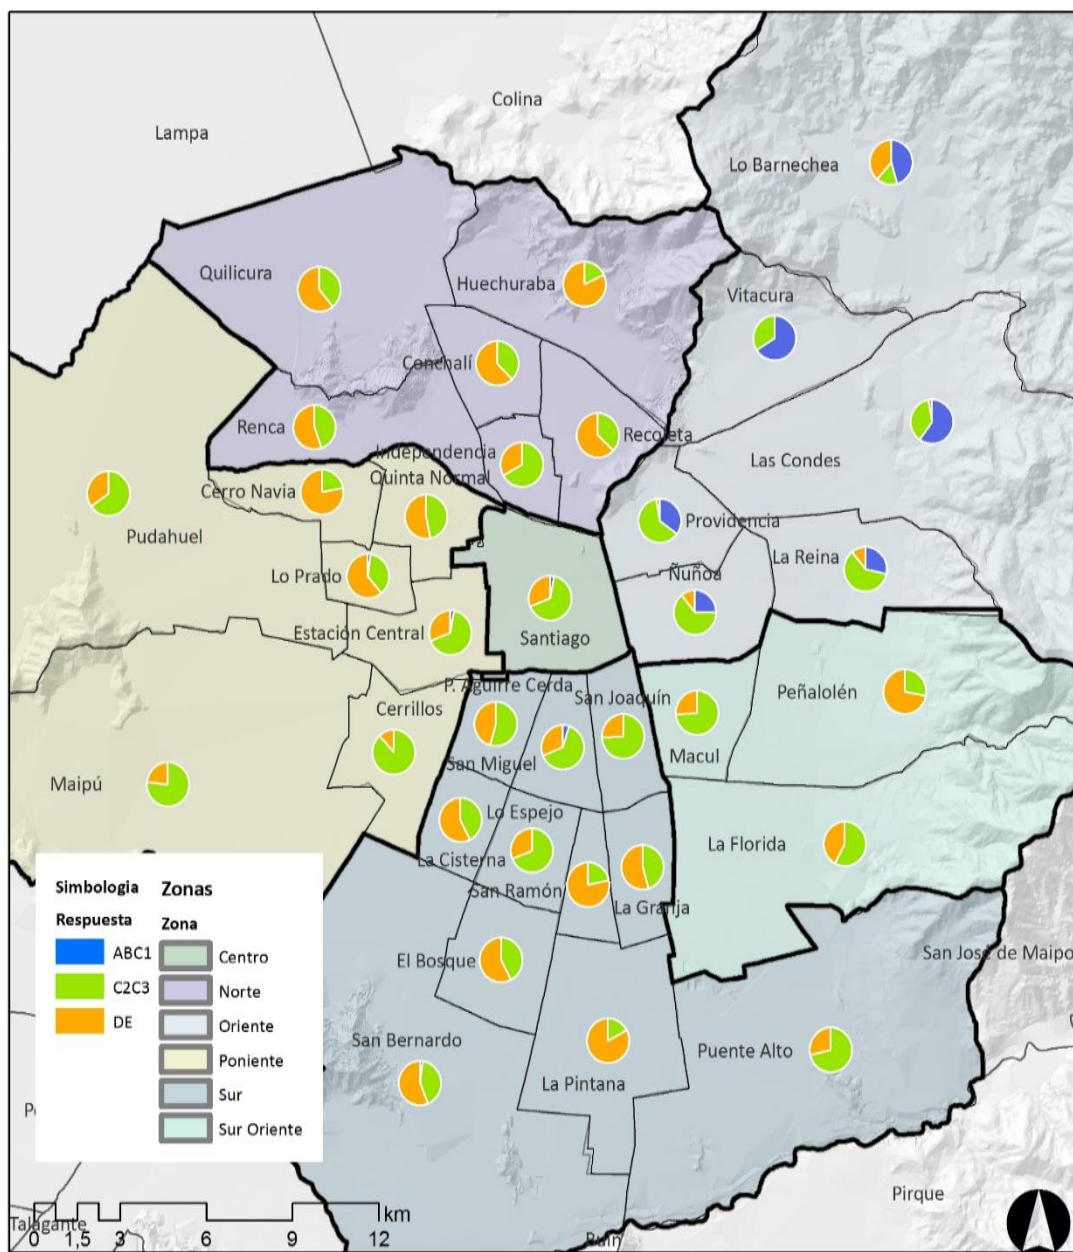 Colina
Lampa
Lo Barnechea
Quilicura
Huechuraba
Vitacura
Conchalí
Renca
Recoleta
Independencia
Quinta Normal
Las Condes
Cerro Navia
Pudahuel
Providencia
La Reina
Lo Prado
Ñuñoa
Estación Central
Santiago
P. Aguirre Cerda
San Joaquín
Peñalolén
Cerrillos
Macul
San Miguel
Maipú
Lo Espejo
La Florida
La Cisterna
San Ramón
La Granja
El Bosque
San José de Maipo
San Bernardo
Puente Alto
La Pintana
Pirque
Talagante
Buin
Simbologia
Respuesta
ABC1
C2C3
DE
Zonas
Zona
Centro
Norte
Oriente
Poniente
Sur
Sur Oriente
0 1,5 3 6 9 12 km